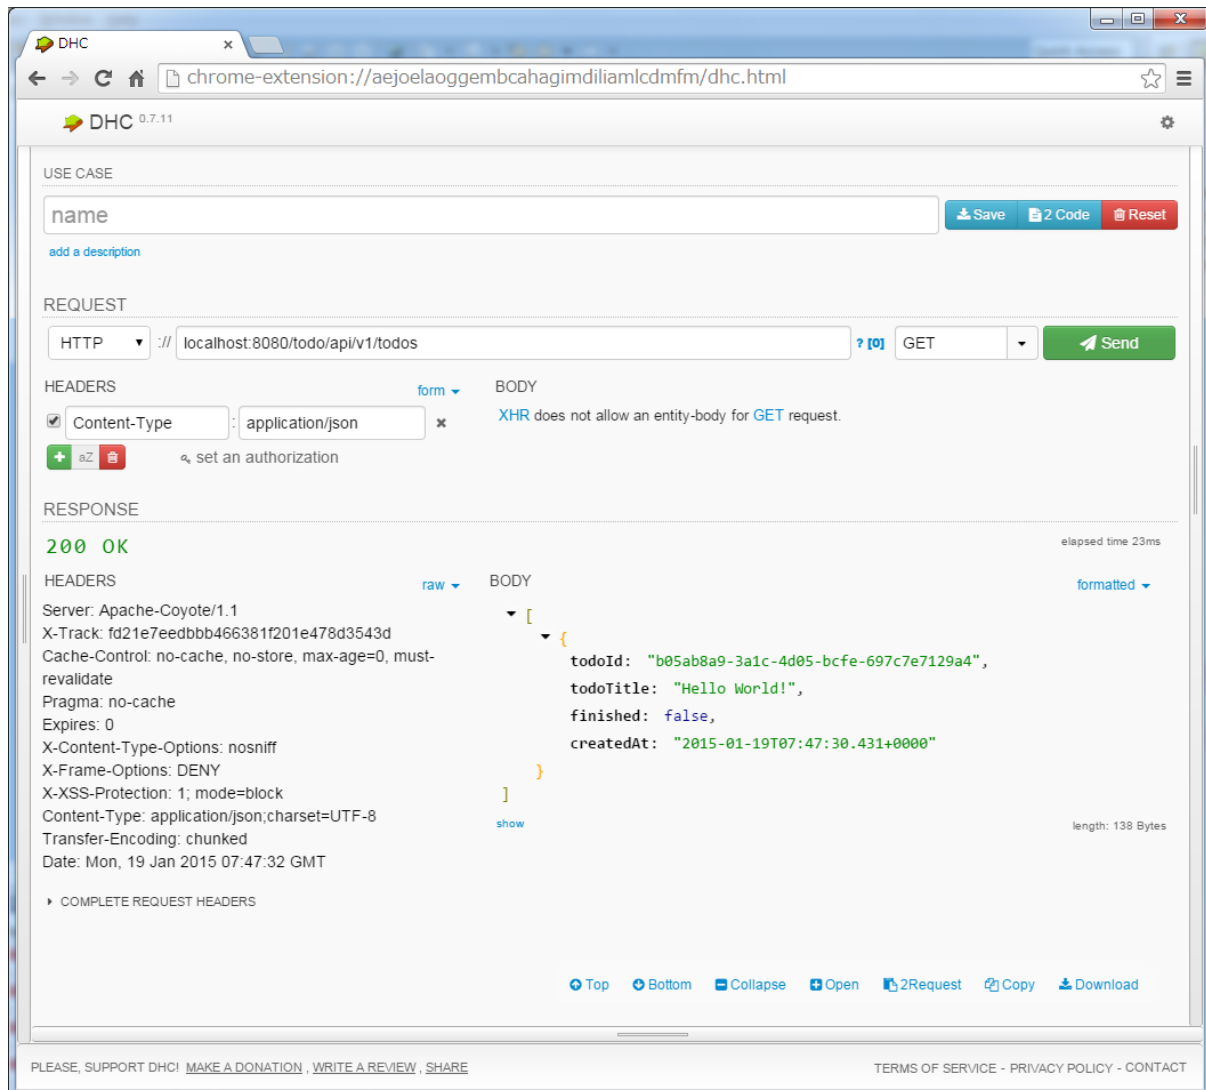 DHC
chrome-extension://aejoelaoggembcahagimdiliamlcdmfm/dhc.html
DHC 0.7.11
USE CASE
name Save 2 Code Reset
add a description
REQUEST
HTTP :// localhost:8080/todo/api/v1/todos ? [0] GET Send
HEADERS form BODY
Content-Type : application/json XHR does not allow an entity-body for GET request.
aZ set an authorization
RESPONSE
200 OK elapsed time 23ms
HEADERS raw BODY formatted
Server: Apache-Coyote/1.1
X-Track: fd21e7eedbbb466381f201e478d3543d
Cache-Control: no-cache, no-store, max-age=0, must-
revalidate
Pragma: no-cache
Expires: 0
X-Content-Type-Options: nosniff
X-Frame-Options: DENY
X-XSS-Protection: 1; mode=block
Content-Type: application/json;charset=UTF-8
Transfer-Encoding: chunked
Date: Mon, 19 Jan 2015 07:47:32 GMT
[
{
todoId: "b05ab8a9-3a1c-4d05-bcfe-697c7e7129a4",
todoTitle: "Hello World!",
finished: false,
createdAt: "2015-01-19T07:47:30.431+0000"
}
]
show length: 138 Bytes
COMPLETE REQUEST HEADERS
Top Bottom Collapse Open 2Request Copy Download
PLEASE, SUPPORT DHC! MAKE A DONATION , WRITE A REVIEW , SHARE TERMS OF SERVICE - PRIVACY POLICY - CONTACT